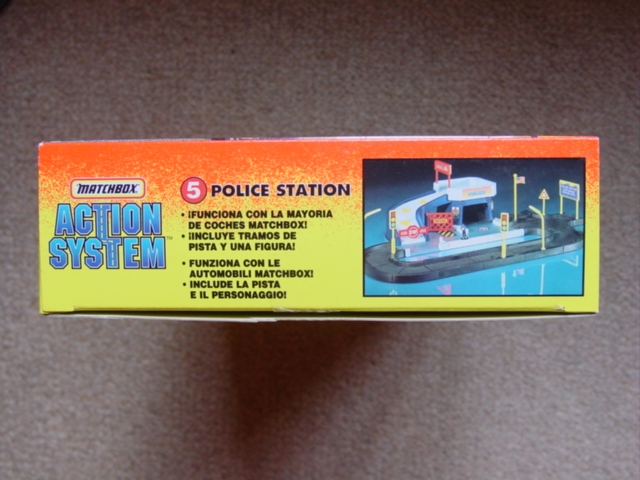 MATCHBOX
ACTION
SYSTEM
TM
5 POLICE STATION
• ¡FUNCIONA CON LA MAYORIA
DE COCHES MATCHBOX!
• ¡INCLUYE TRAMOS DE
PISTA Y UNA FIGURA!
• FUNZIONA CON LE
AUTOMOBILI MATCHBOX!
• INCLUDE LA PISTA
E IL PERSONAGGIO!